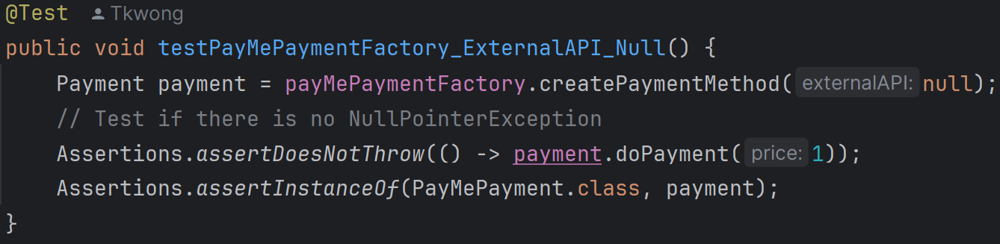 @Test Tkwong
public void testPayMePaymentFactory_ExternalAPI_Null() {
Payment payment = payMePaymentFactory.createPaymentMethod( externalAPI: null);
// Test if there is no NullPointerException
Assertions.assertDoesNotThrow(() -> payment.doPayment( price: 1));
Assertions.assertInstanceOf(PayMePayment.class, payment);
}